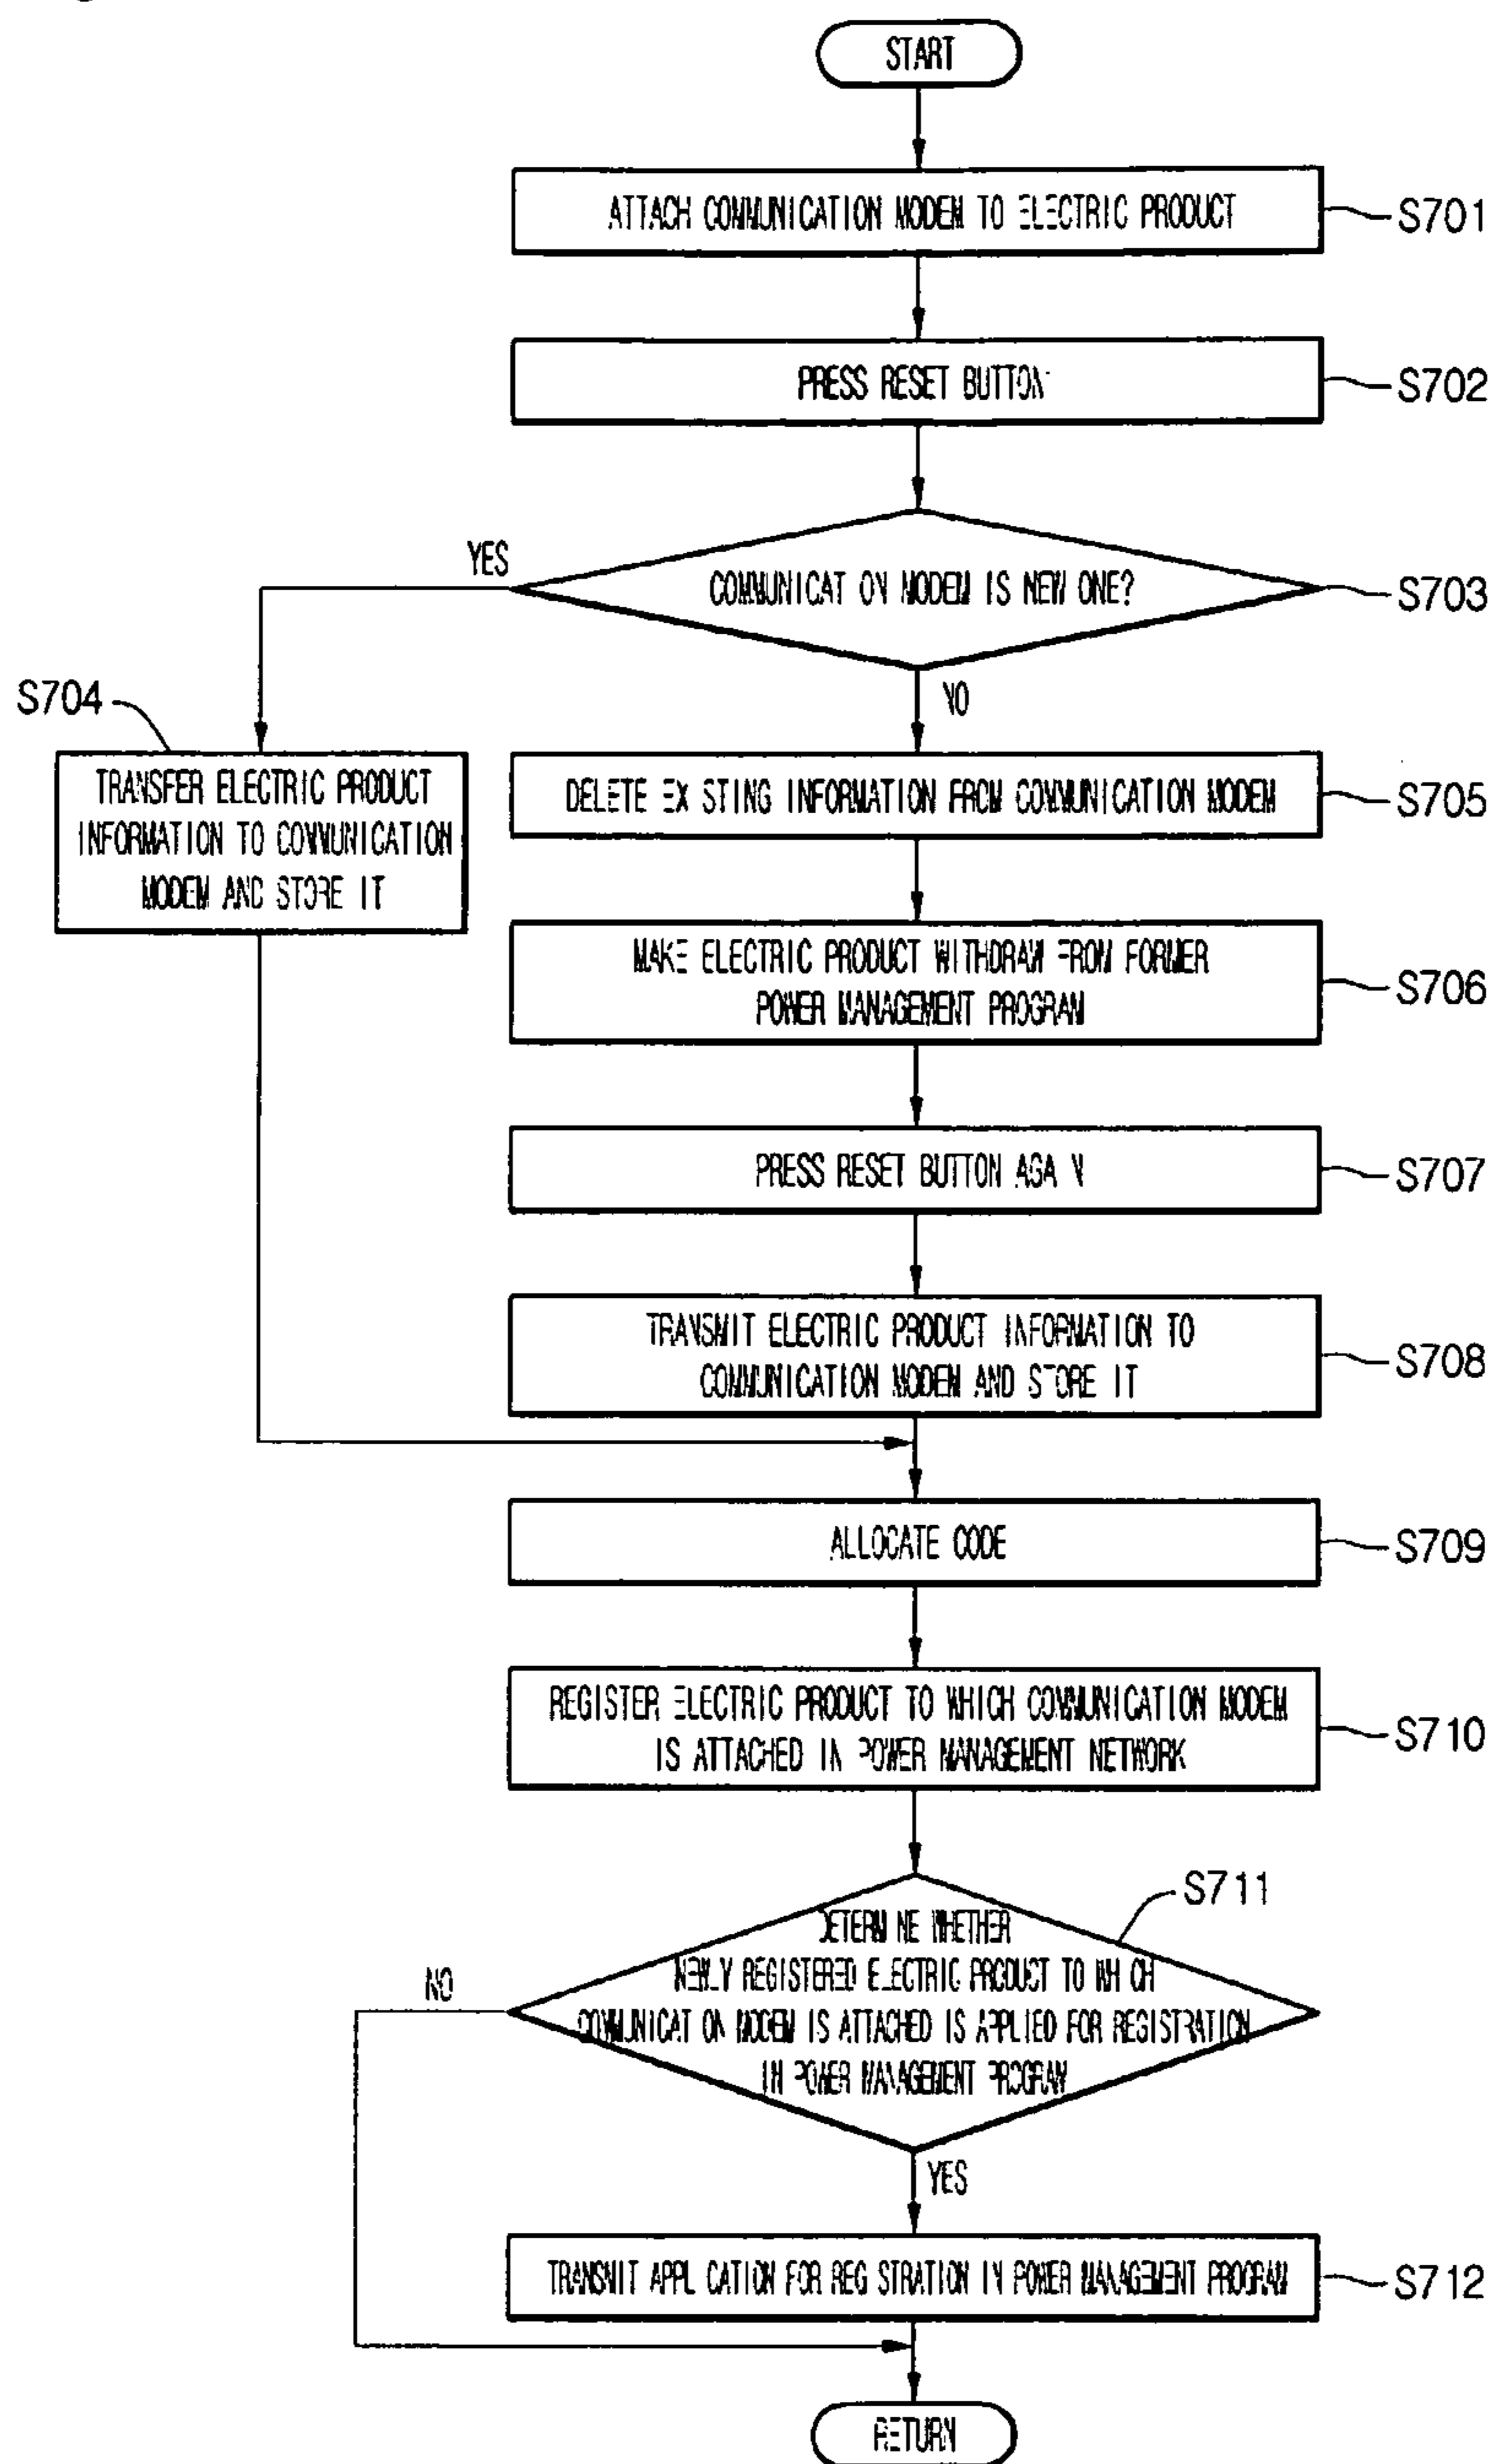 START
ATTACH COMMUNICATION MODEM TO ELECTRIC PRODUCT
S701
PRESS RESET BUTTON
S702
YES
COMMUNICATION MODEM IS NEW ONE?
S703
S704
NO
TRANSFER ELECTRIC PRODUCT
INFORMATION TO COMMUNICATION
MODEM AND STORE IT
DELETE EXISTING INFORMATION FROM COMMUNICATION MODEM
S705
MAKE ELECTRIC PRODUCT WITHDRAW FROM FORMER
POWER MANAGEMENT PROGRAM
S706
PRESS RESET BUTTON AGAIN
S707
TRANSMIT ELECTRIC PRODUCT INFORMATION TO
COMMUNICATION MODEM AND STORE IT
S708
ALLOCATE CODE
S709
REGISTER ELECTRIC PRODUCT TO WHICH COMMUNICATION MODEM
IS ATTACHED IN POWER MANAGEMENT NETWORK
S710
S711
DETERMINE WHETHER
NEWLY REGISTERED ELECTRIC PRODUCT TO WHICH
COMMUNICATION MODEM IS ATTACHED IS APPLIED FOR REGISTRATION
IN POWER MANAGEMENT PROGRAM
NO
YES
TRANSMIT APPLICATION FOR REGISTRATION IN POWER MANAGEMENT PROGRAM
S712
RETURN